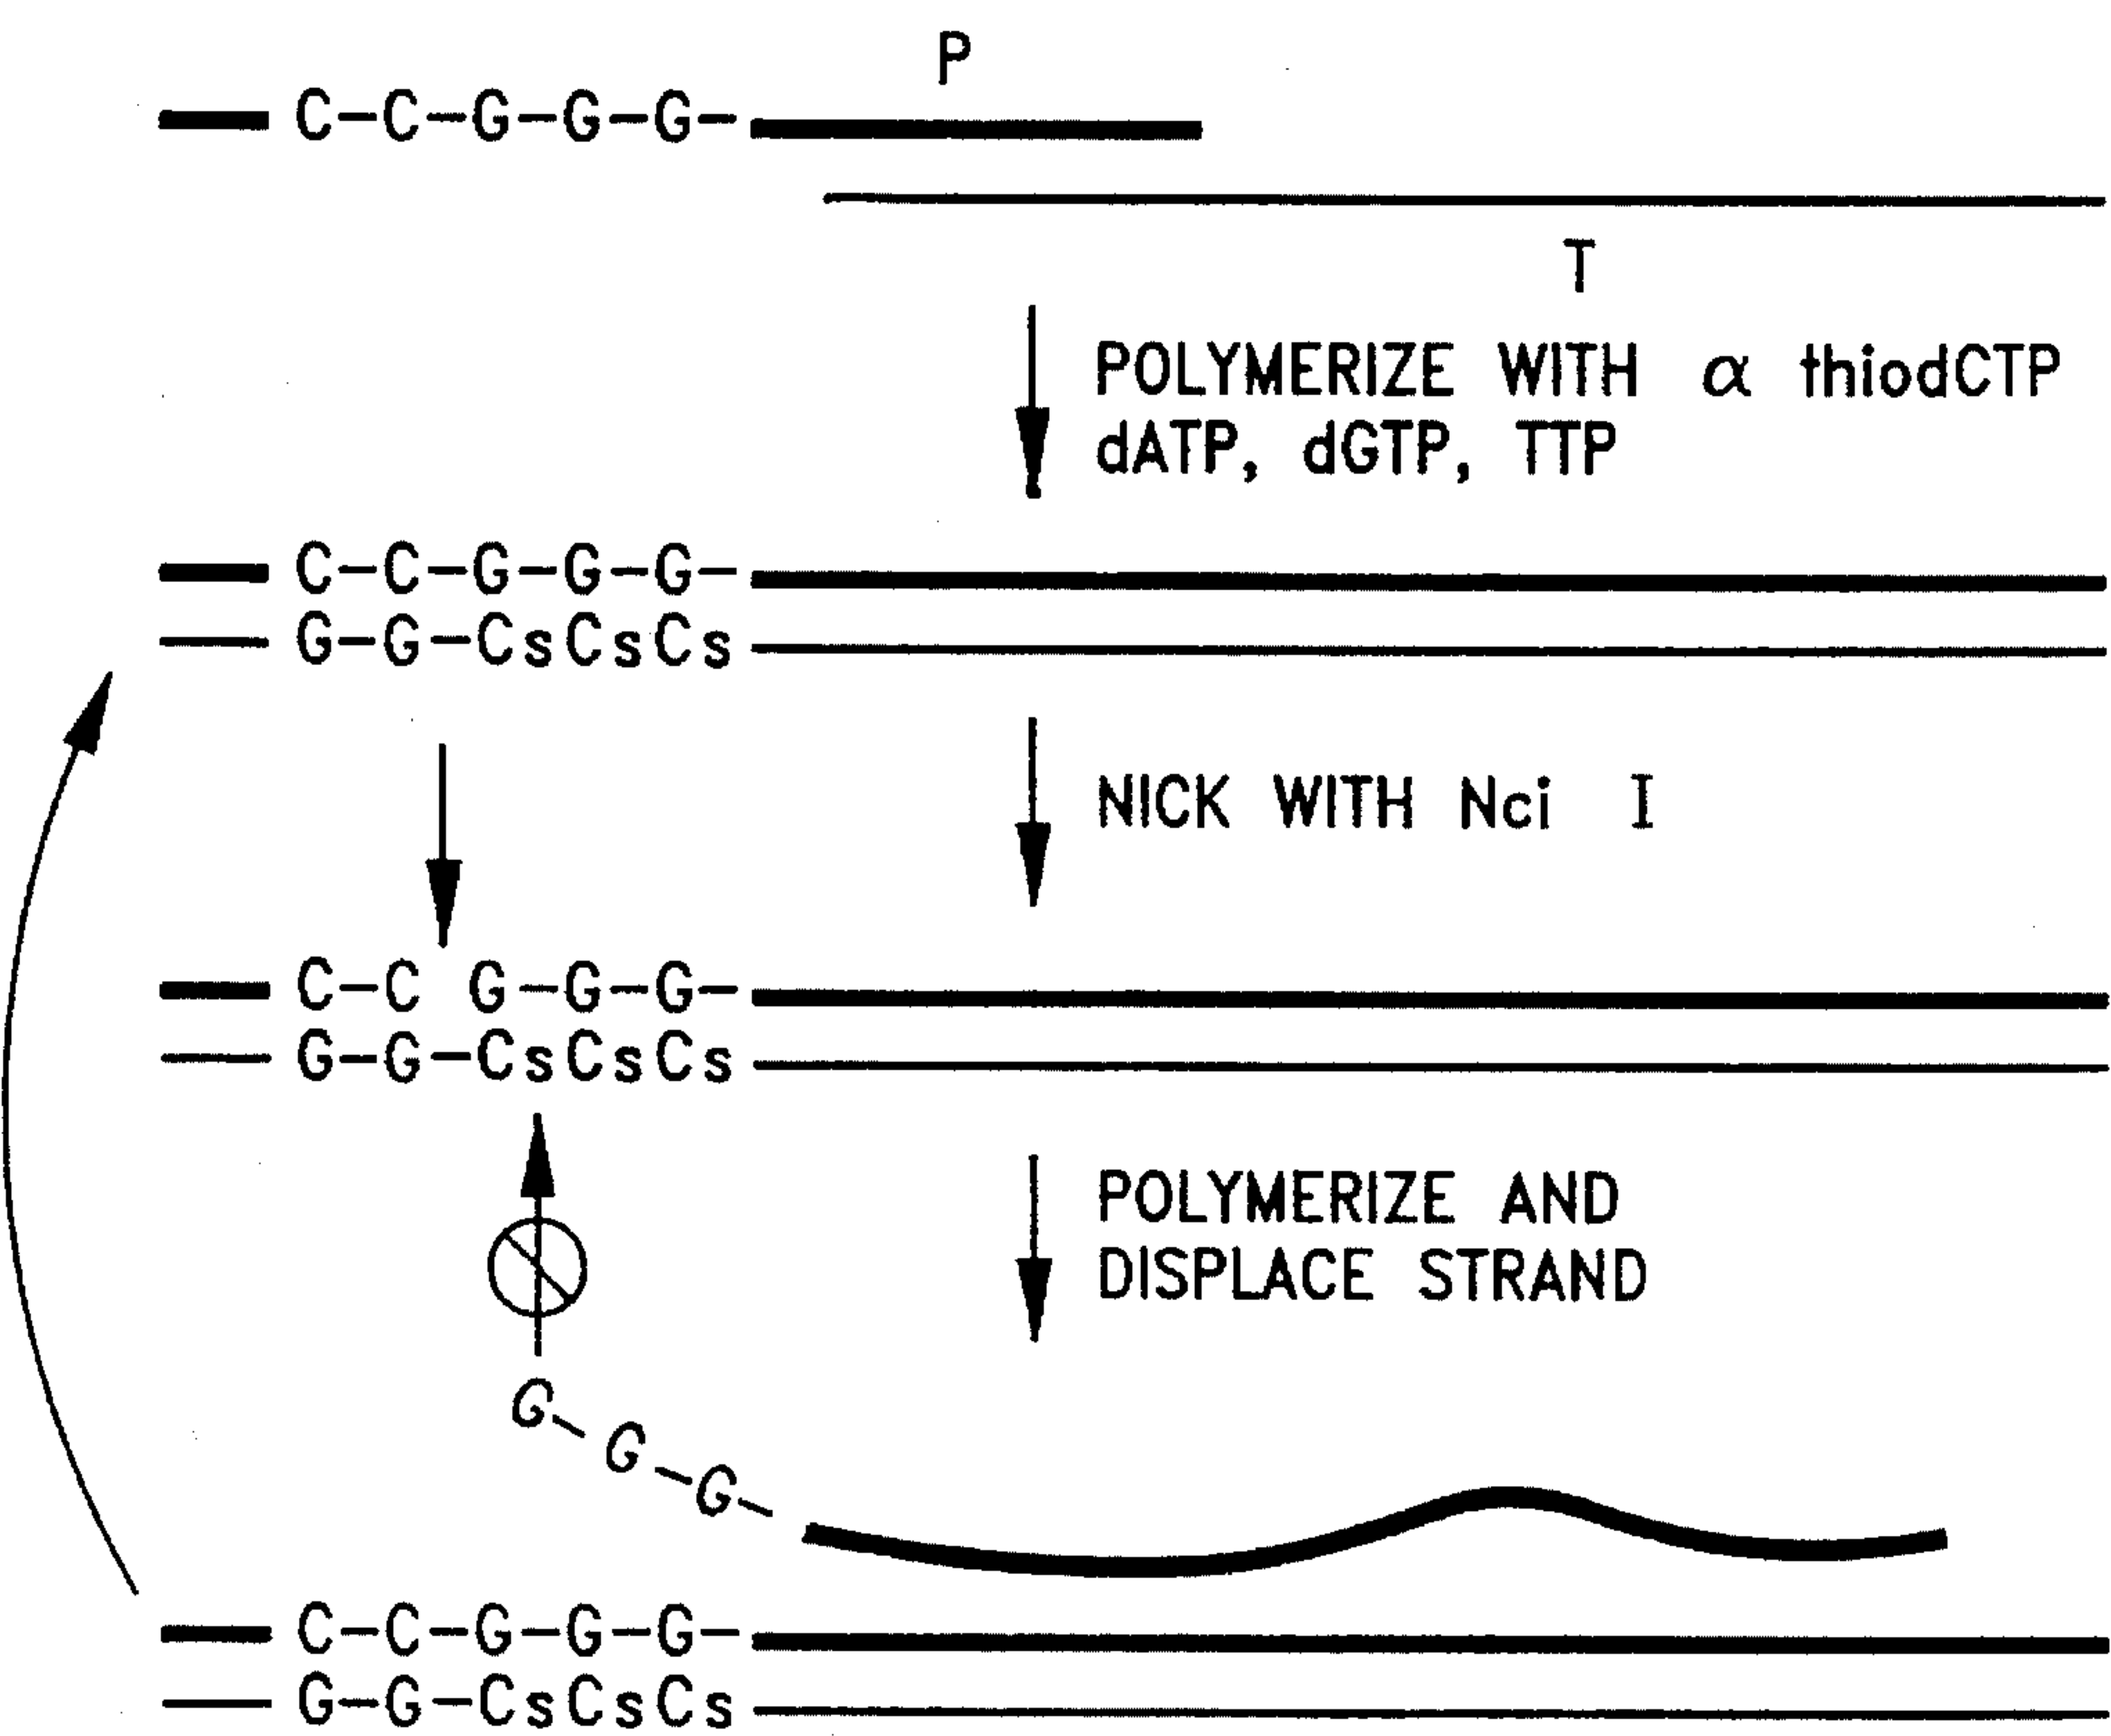 P
C-C-G-G-G-
T
POLYMERIZE WITH α thiodCTP
dATP, dGTP, TTP
C-C-G-G-G-
G-G-CsCsCs
NICK WITH Nci I
C-C G-G-G-
G-G-CsCsCs
POLYMERIZE AND
DISPLACE STRAND
G-G-G-
C-C-G-G-G-
G-G-CsCsCs